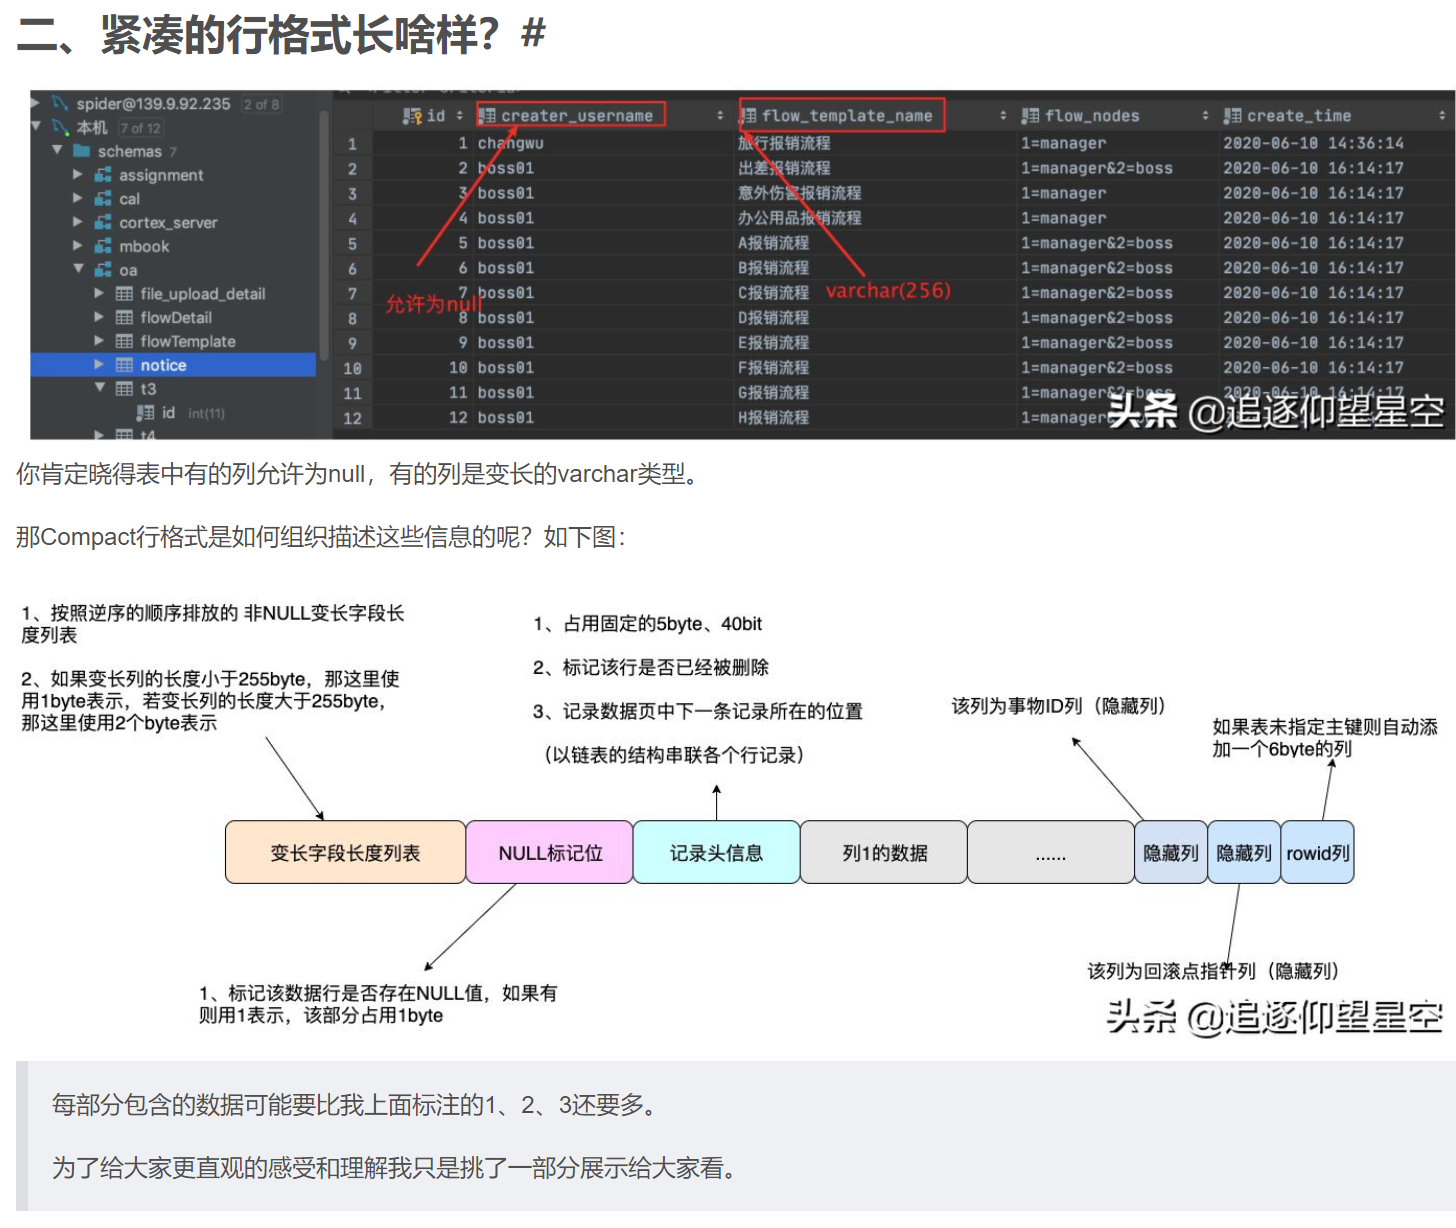 二、紧凑的行格式长啥样？#
spider@139.9.92.235 2 of 8
本机 7 of 12
schemas 7
assignment
cal
cortex_server
mbook
oa
file_upload_detail
flowDetail
flowTemplate
notice
t3
id int(11)
t4
id creater_username flow_template_name flow_nodes create_time
1 1 changwu 旅行报销流程 1=manager 2020-06-10 14:36:14
2 2 boss01 出差报销流程 1=manager&2=boss 2020-06-10 16:14:17
3 3 boss01 意外伤害报销流程 1=manager 2020-06-10 16:14:17
4 4 boss01 办公用品报销流程 1=manager 2020-06-10 16:14:17
5 5 boss01 A报销流程 1=manager&2=boss 2020-06-10 16:14:17
6 6 boss01 B报销流程 1=manager&2=boss 2020-06-10 16:14:17
7 7 boss01 C报销流程 1=manager&2=boss 2020-06-10 16:14:17
8 8 boss01 D报销流程 1=manager&2=boss 2020-06-10 16:14:17
9 9 boss01 E报销流程 1=manager&2=boss 2020-06-10 16:14:17
10 10 boss01 F报销流程 1=manager&2=boss 2020-06-10 16:14:17
11 11 boss01 G报销流程 1=manager&2=boss 2020-06-10 16:14:17
12 12 boss01 H报销流程
允许为null
varchar(256)
头条 @追逐仰望星空
你肯定晓得表中有的列允许为null，有的列是变长的varchar类型。
那Compact行格式是如何组织描述这些信息的呢？如下图：
1、按照逆序的顺序排放的 非NULL变长字段长
度列表
2、如果变长列的长度小于255byte，那这里使
用1byte表示，若变长列的长度大于255byte，
那这里使用2个byte表示
1、占用固定的5byte、40bit
2、标记该行是否已经被删除
3、记录数据页中下一条记录所在的位置
（以链表的结构串联各个行记录）
该列为事物ID列（隐藏列）
如果表未指定主键则自动添
加一个6byte的列
变长字段长度列表 NULL标记位 记录头信息 列1的数据 ...... 隐藏列 隐藏列 rowid列
1、标记该数据行是否存在NULL值，如果有
则用1表示，该部分占用1byte
该列为回滚点指针列（隐藏列）
头条 @追逐仰望星空
每部分包含的数据可能要比我上面标注的1、2、3还要多。
为了给大家更直观的感受和理解我只是挑了一部分展示给大家看。